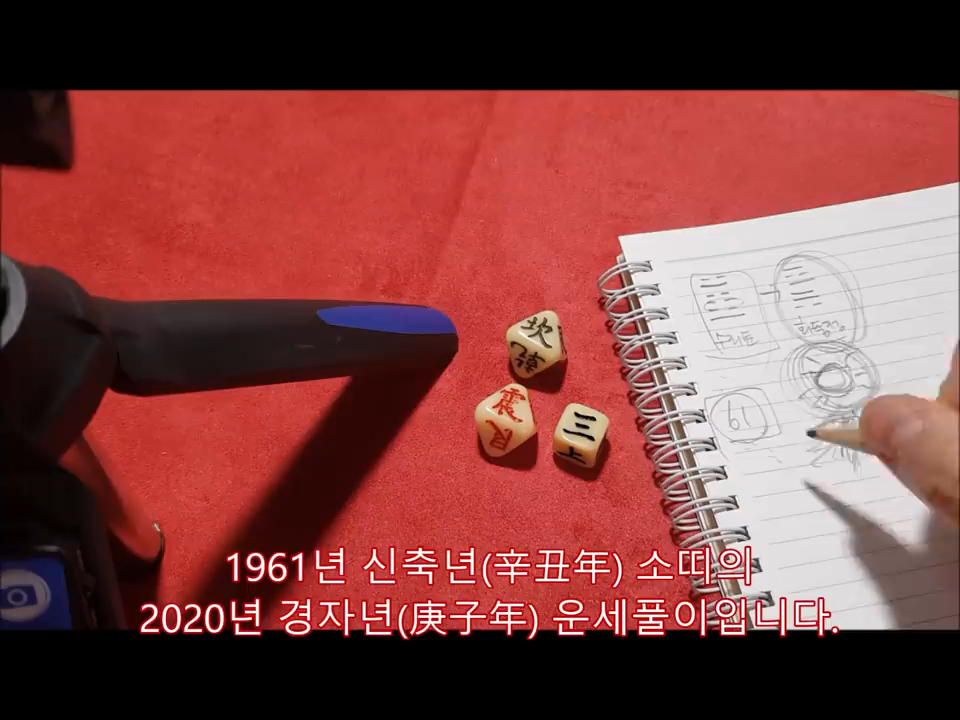 坎
震
艮
三
上
61
1961년 신축년(辛丑年) 소띠의
2020년 경자년(庚子年) 운세풀이입니다.